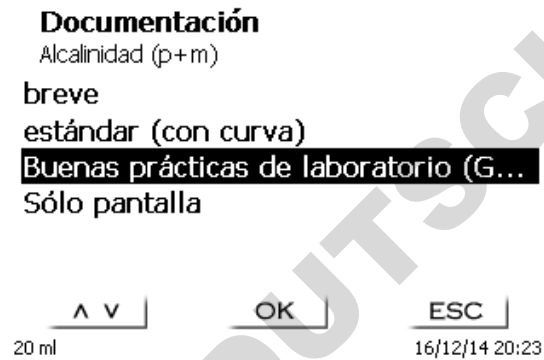 Documentación
Alcalinidad (p+m)
breve
estándar (con curva)
Buenas prácticas de laboratorio (G...
Sólo pantalla
∧ ∨ OK ESC
20 ml 16/12/14 20:23